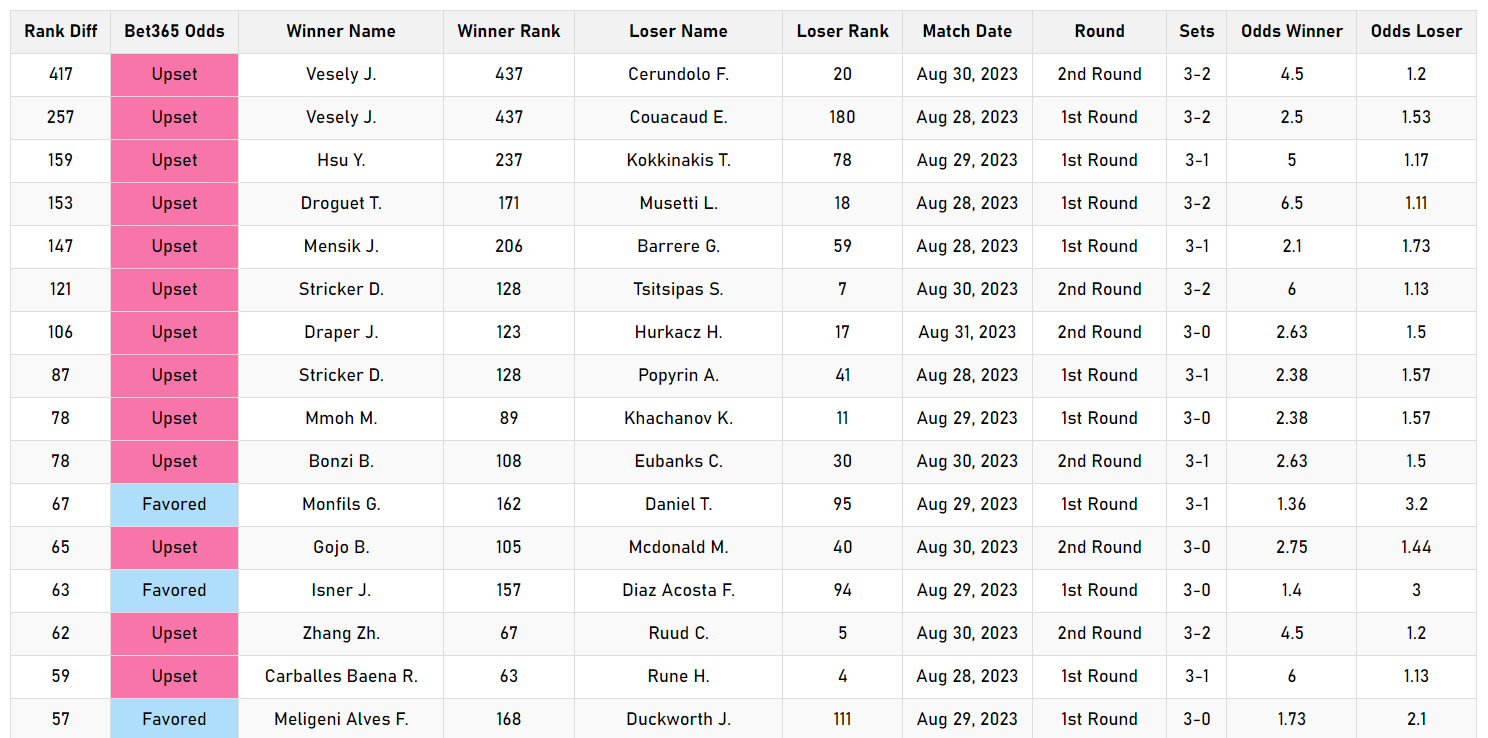 Rank Diff Bet365 Odds Winner Name Winner Rank Loser Name Loser Rank Match Date Round Sets Odds Winner Odds Loser
417 Upset Vesely J. 437 Cerundolo F. 20 Aug 30, 2023 2nd Round 3-2 4.5 1.2
257 Upset Vesely J. 437 Couacaud E. 180 Aug 28, 2023 1st Round 3-2 2.5 1.53
159 Upset Hsu Y. 237 Kokkinakis T. 78 Aug 29, 2023 1st Round 3-1 5 1.17
153 Upset Droguet T. 171 Musetti L. 18 Aug 28, 2023 1st Round 3-2 6.5 1.11
147 Upset Mensik J. 206 Barrere G. 59 Aug 28, 2023 1st Round 3-1 2.1 1.73
121 Upset Stricker D. 128 Tsitsipas S. 7 Aug 30, 2023 2nd Round 3-2 6 1.13
106 Upset Draper J. 123 Hurkacz H. 17 Aug 31, 2023 2nd Round 3-0 2.63 1.5
87 Upset Stricker D. 128 Popyrin A. 41 Aug 28, 2023 1st Round 3-1 2.38 1.57
78 Upset Mmoh M. 89 Khachanov K. 11 Aug 29, 2023 1st Round 3-0 2.38 1.57
78 Upset Bonzi B. 108 Eubanks C. 30 Aug 30, 2023 2nd Round 3-1 2.63 1.5
67 Favored Monfils G. 162 Daniel T. 95 Aug 29, 2023 1st Round 3-1 1.36 3.2
65 Upset Gojo B. 105 Mcdonald M. 40 Aug 30, 2023 2nd Round 3-0 2.75 1.44
63 Favored Isner J. 157 Diaz Acosta F. 94 Aug 29, 2023 1st Round 3-0 1.4 3
62 Upset Zhang Zh. 67 Ruud C. 5 Aug 30, 2023 2nd Round 3-2 4.5 1.2
59 Upset Carballes Baena R. 63 Rune H. 4 Aug 28, 2023 1st Round 3-1 6 1.13
57 Favored Meligeni Alves F. 168 Duckworth J. 111 Aug 29, 2023 1st Round 3-0 1.73 2.1